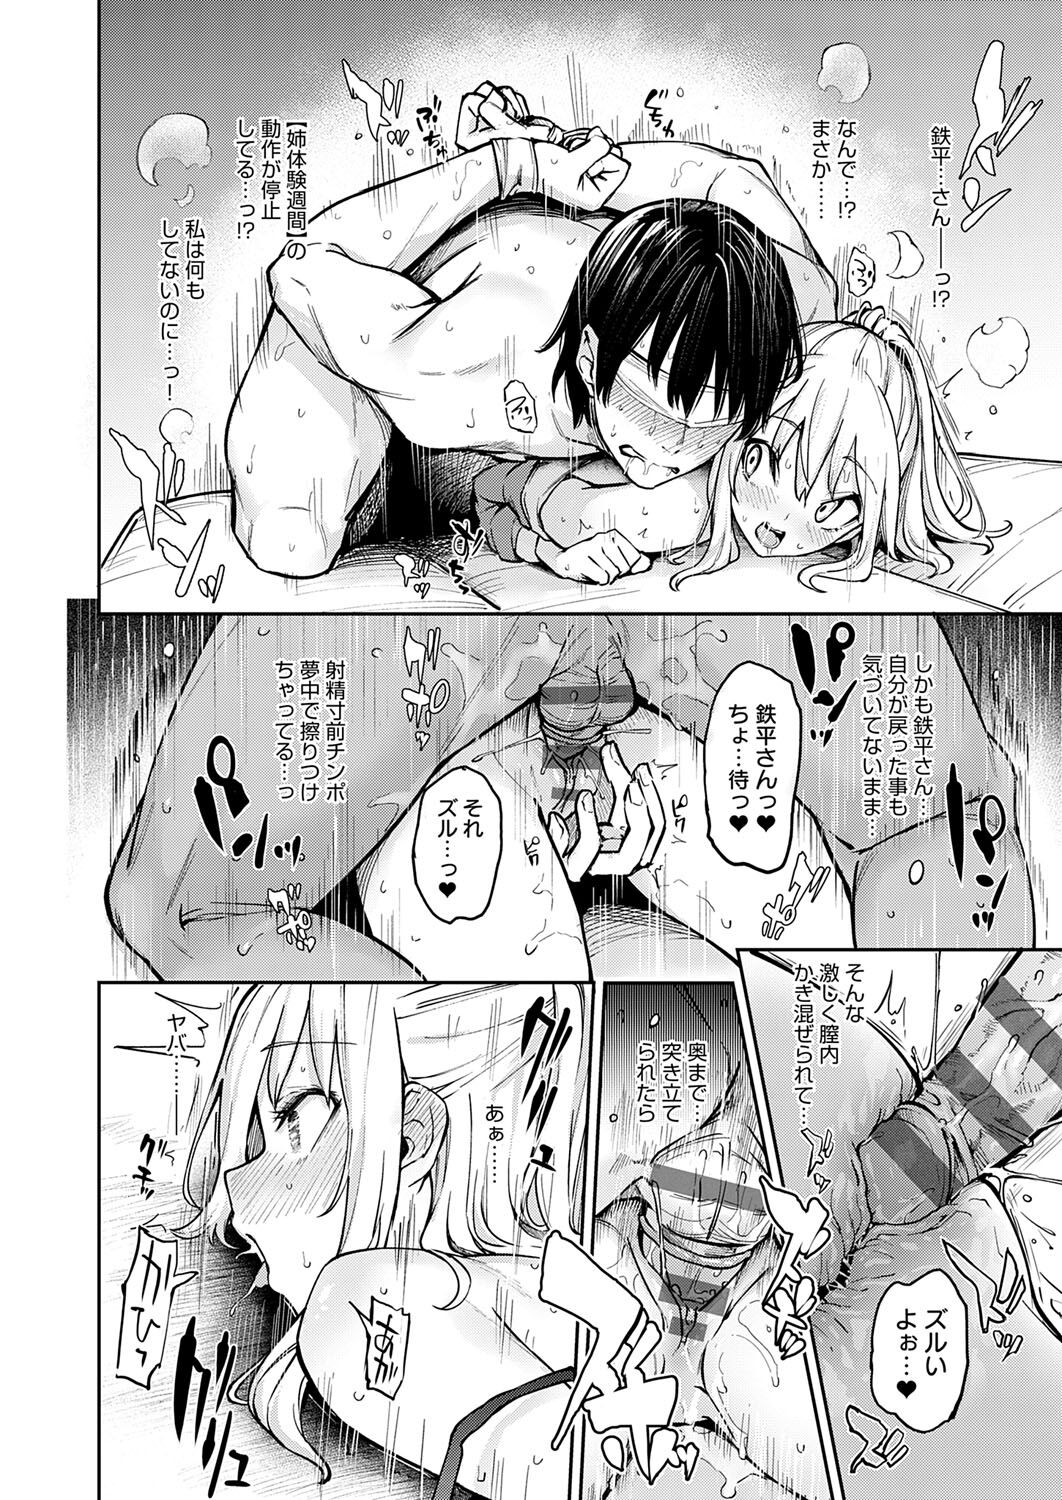 鉄平…さん――っ!?
なんで…!?
まさか……
【姉体験週間】の
動作が停止
してる…っ!?
私は何も
してないのに…っ!
しかも鉄平さん…
自分が戻った事も
気づいてないまま…
鉄平さんっ♥
ちょ…待っ♥
それ
ズル…っ♥
射精寸前チンポ
夢中で擦りつけ
ちゃってる…っ
そんな
激しく膣内
かき混ぜられて…
ズルい
よぉ…♥
奥まで…
突き立て
られたら
あぁ……
ヤバ……